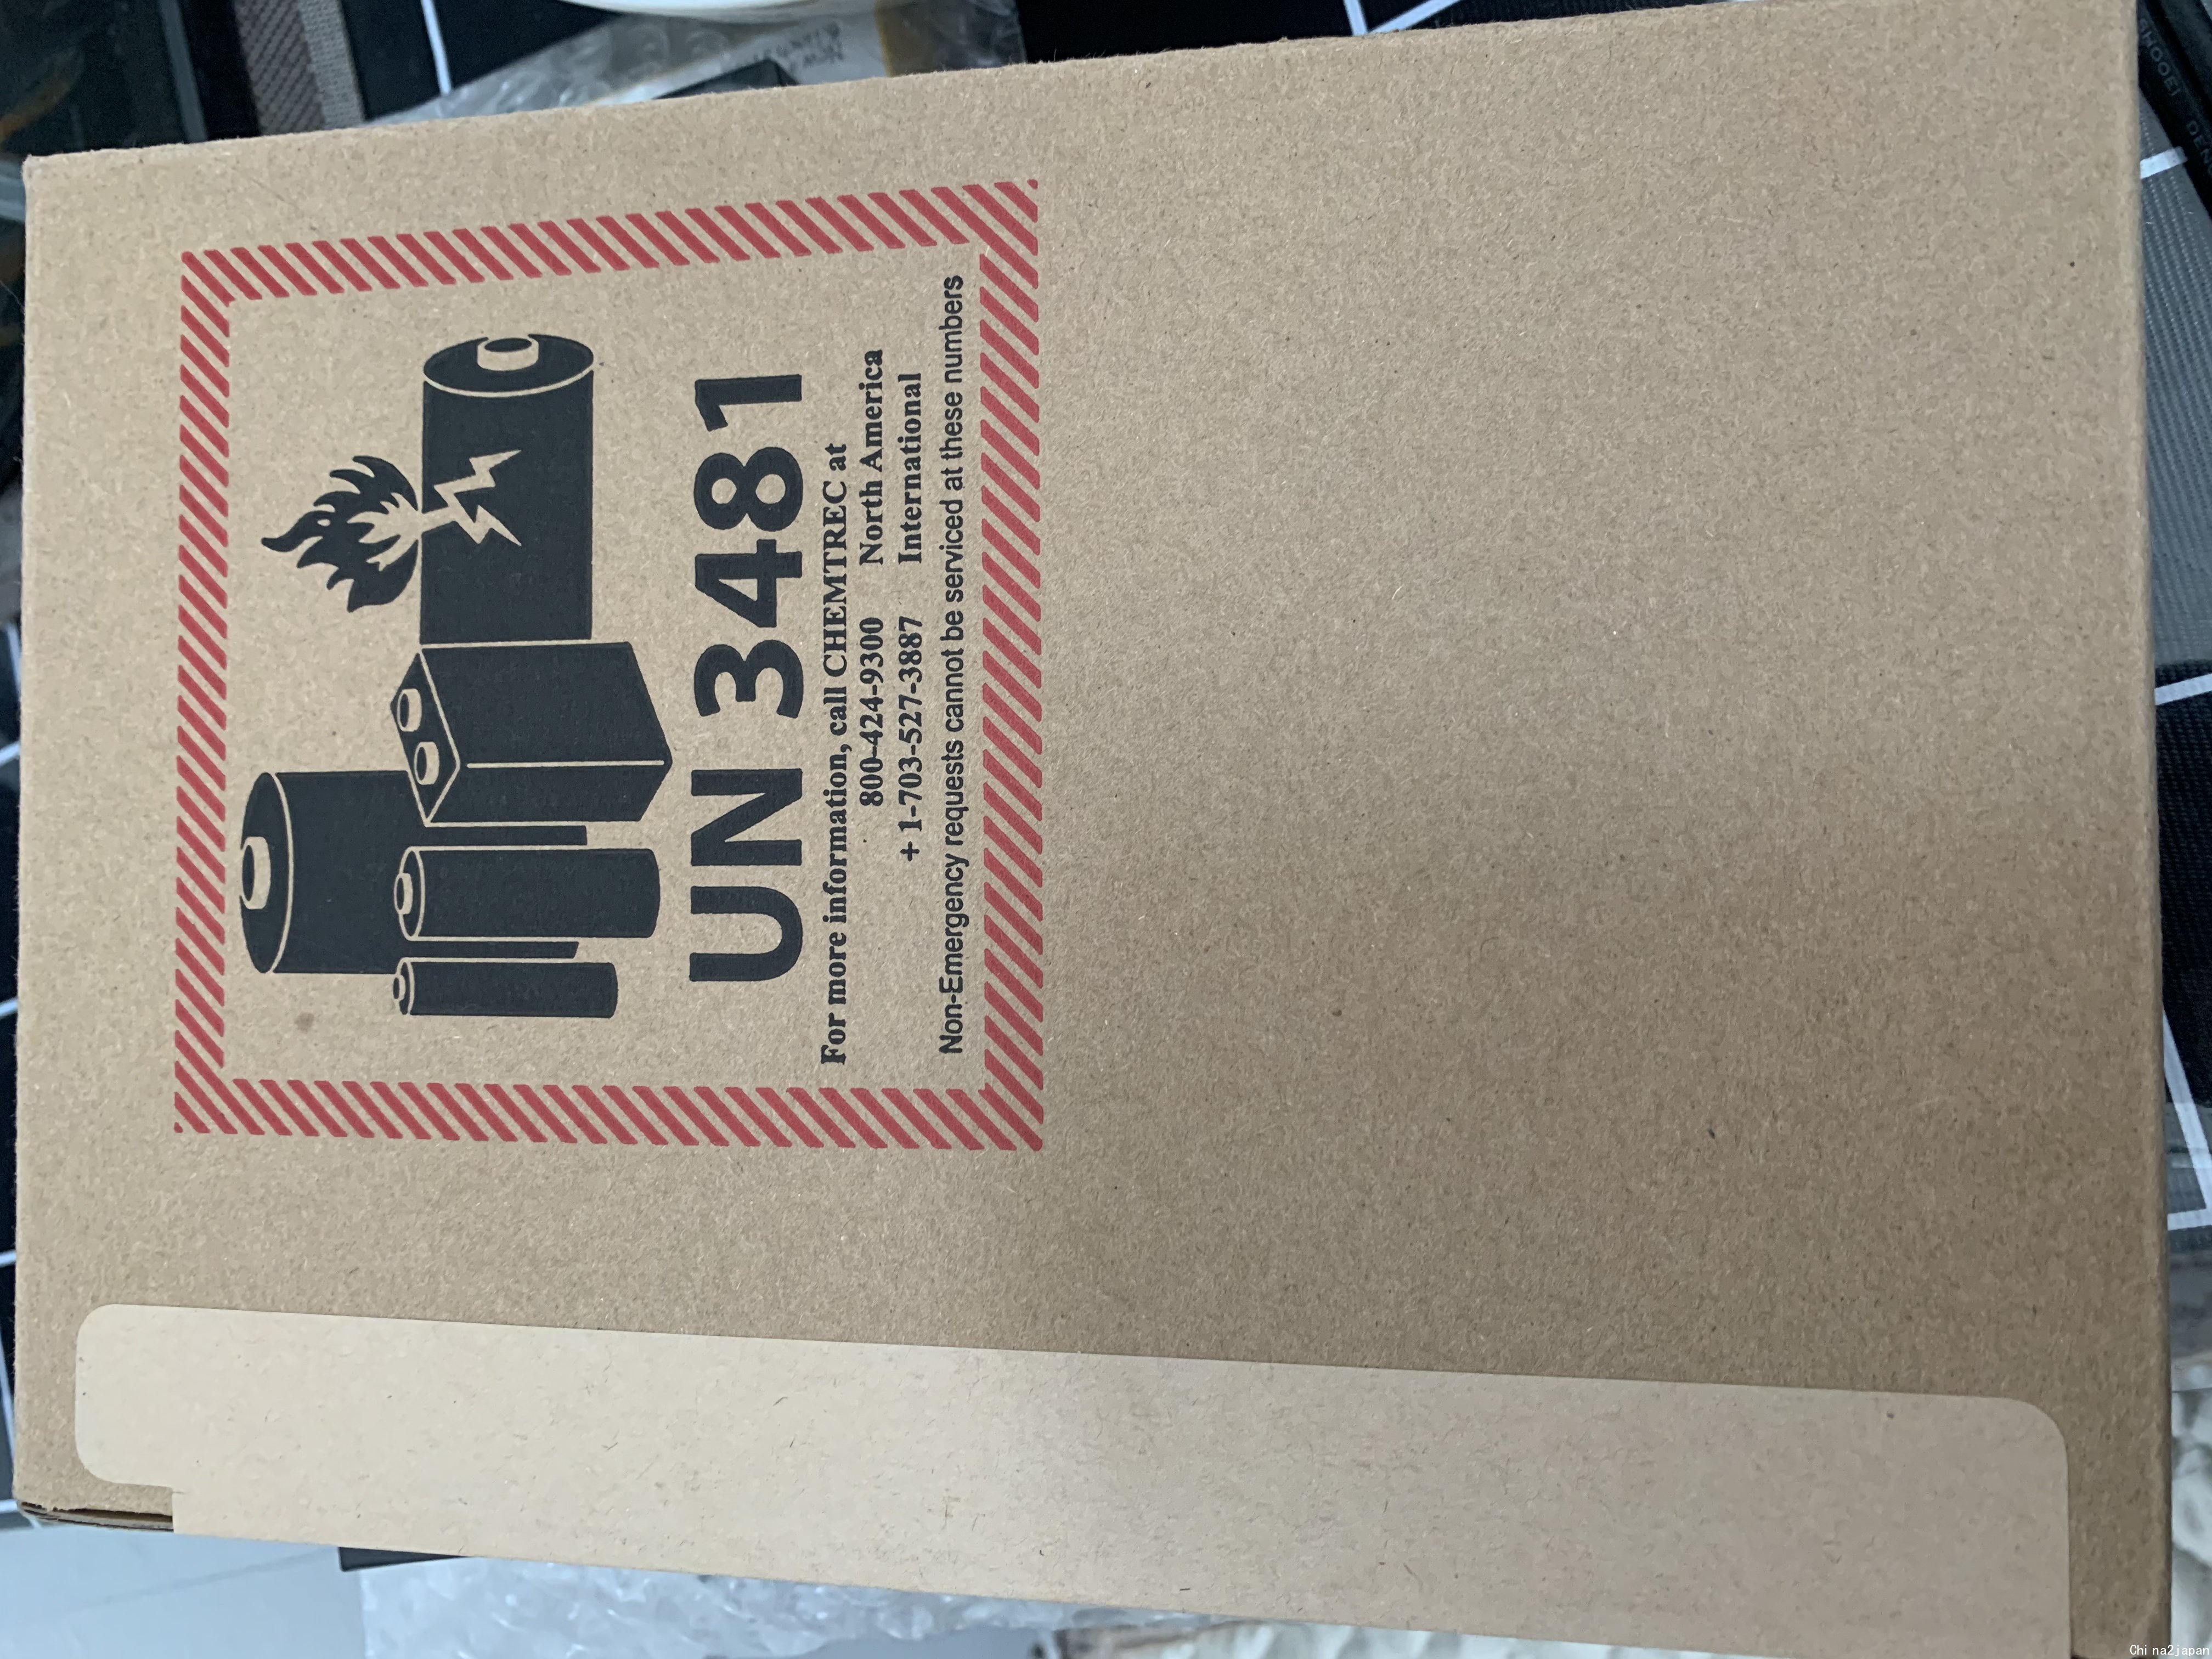 UN 3481
For more information, call CHEMTREC at
800-424-9300 North America
+1-703-527-3887 International
Non-Emergency requests cannot be serviced at these numbers
China2japan